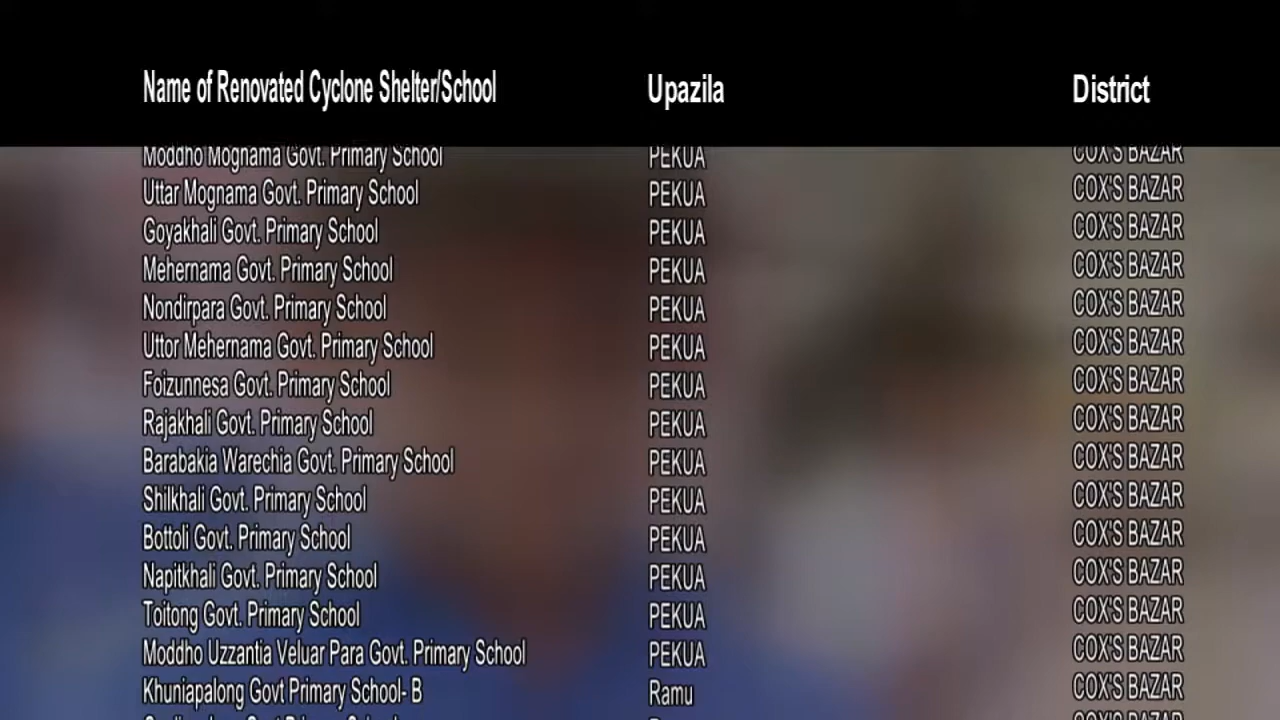 Name of Renovated Cyclone Shelter/School Upazila District
Moddho Mognama Govt. Primary School PEKUA COX'S BAZAR
Uttar Mognama Govt. Primary School PEKUA COX'S BAZAR
Goyakhali Govt. Primary School PEKUA COX'S BAZAR
Mehernama Govt. Primary School PEKUA COX'S BAZAR
Nondirpara Govt. Primary School PEKUA COX'S BAZAR
Uttor Mehernama Govt. Primary School PEKUA COX'S BAZAR
Foizunnesa Govt. Primary School PEKUA COX'S BAZAR
Rajakhali Govt. Primary School PEKUA COX'S BAZAR
Barabakia Warechia Govt. Primary School PEKUA COX'S BAZAR
Shilkhali Govt. Primary School PEKUA COX'S BAZAR
Bottoli Govt. Primary School PEKUA COX'S BAZAR
Napitkhali Govt. Primary School PEKUA COX'S BAZAR
Toitong Govt. Primary School PEKUA COX'S BAZAR
Moddho Uzzantia Veluar Para Govt. Primary School PEKUA COX'S BAZAR
Khuniapalong Govt Primary School- B Ramu COX'S BAZAR